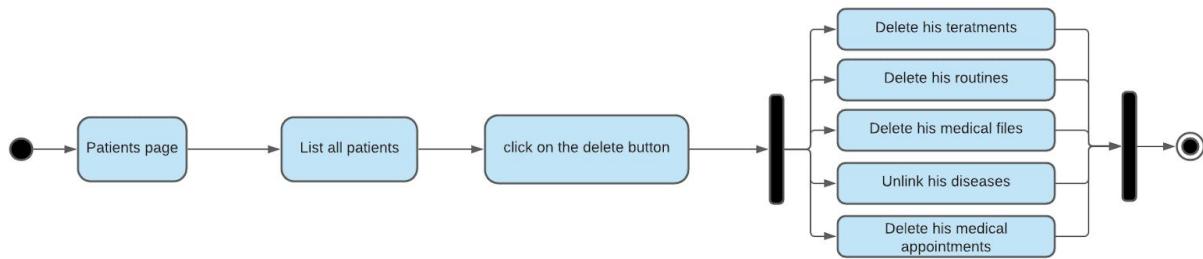 Patients page
List all patients
click on the delete button
Delete his teratments
Delete his routines
Delete his medical files
Unlink his diseases
Delete his medical
appointments